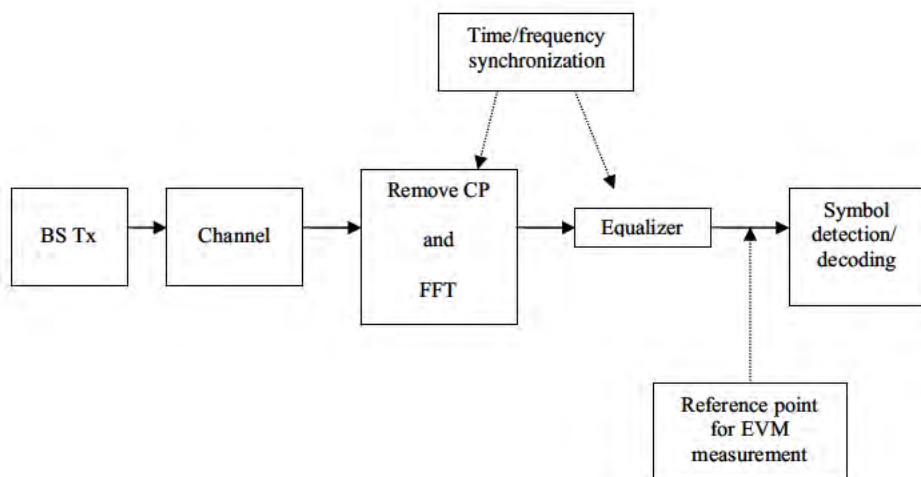 Time/frequency
synchronization
BS Tx
Channel
Remove CP
and
FFT
Equalizer
Symbol
detection/
decoding
Reference point
for EVM
measurement